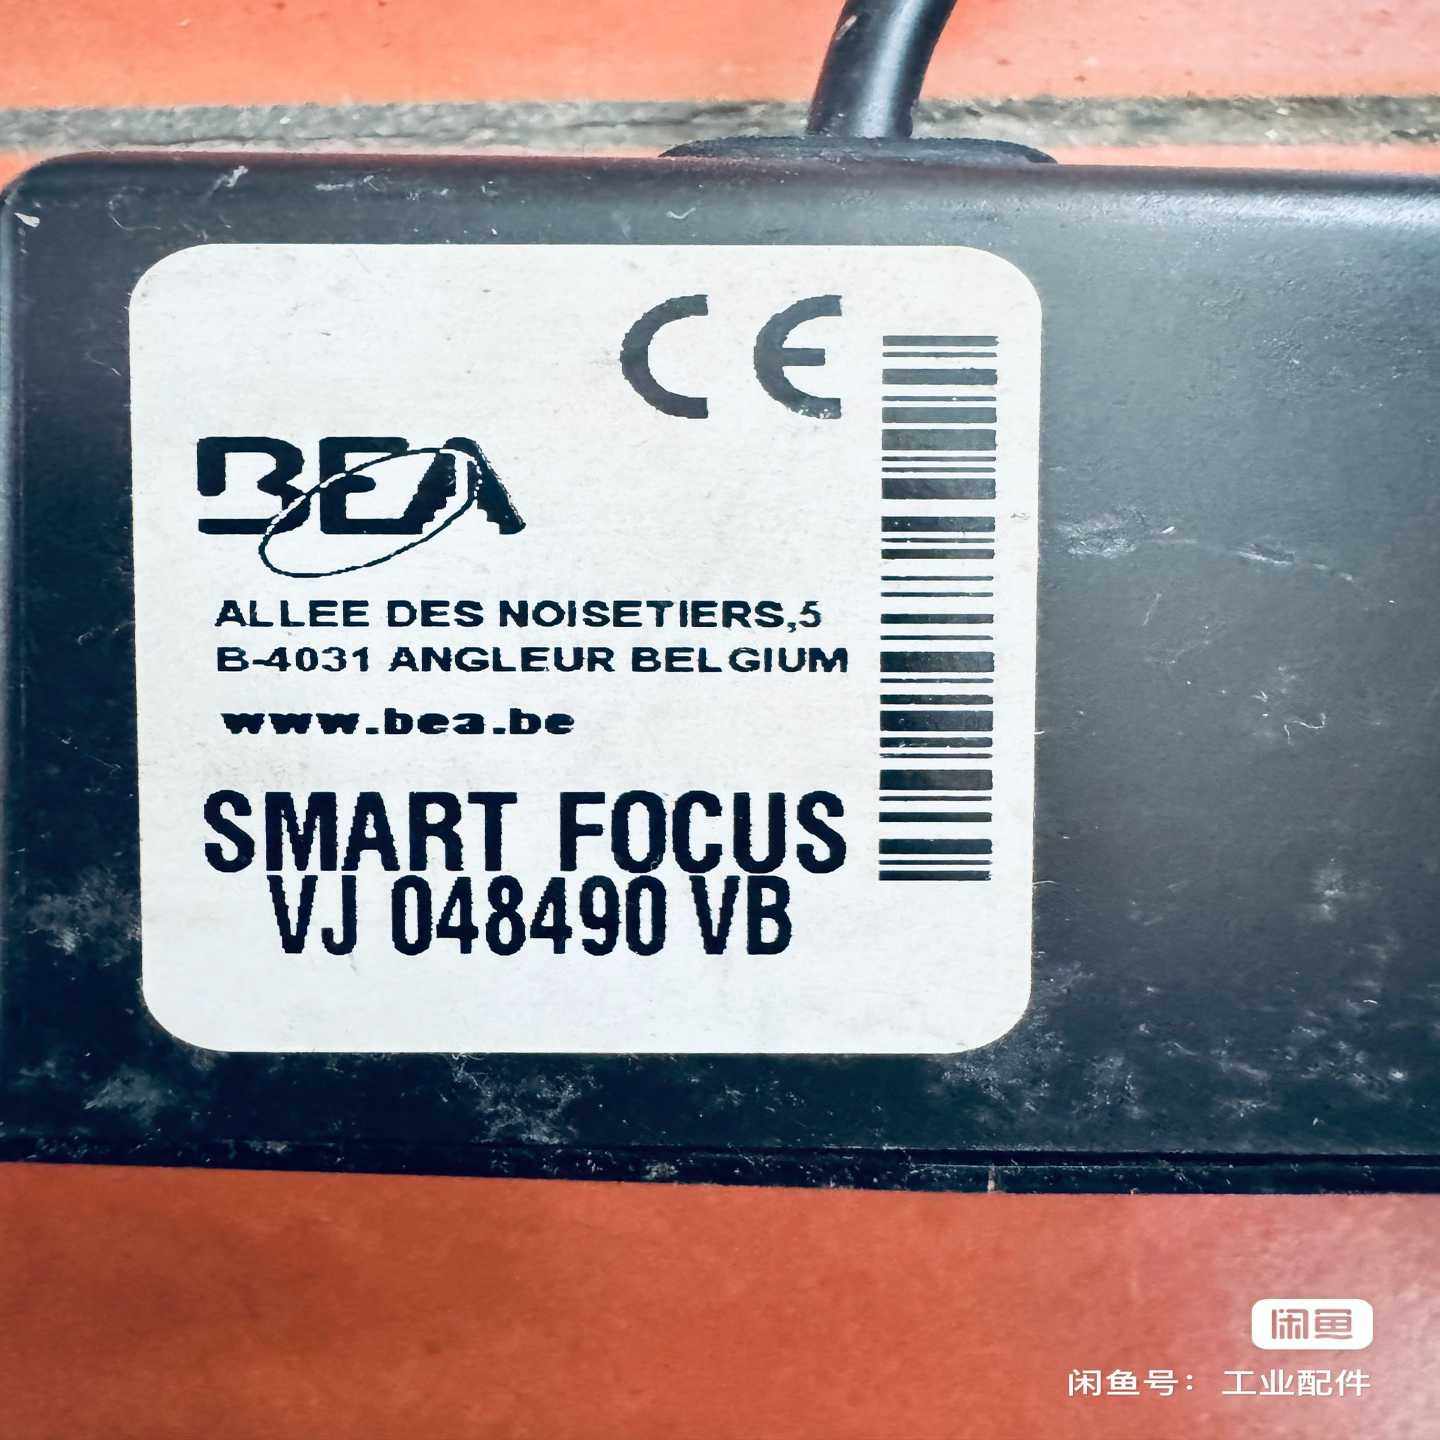 CE
BEA
ALLEE DES NOISETIERS,5
B-4031 ANGLEUR BELGIUM
www.bea.be
SMART FOCUS
VJ 048490 VB
闲鱼
闲鱼号：工业配件